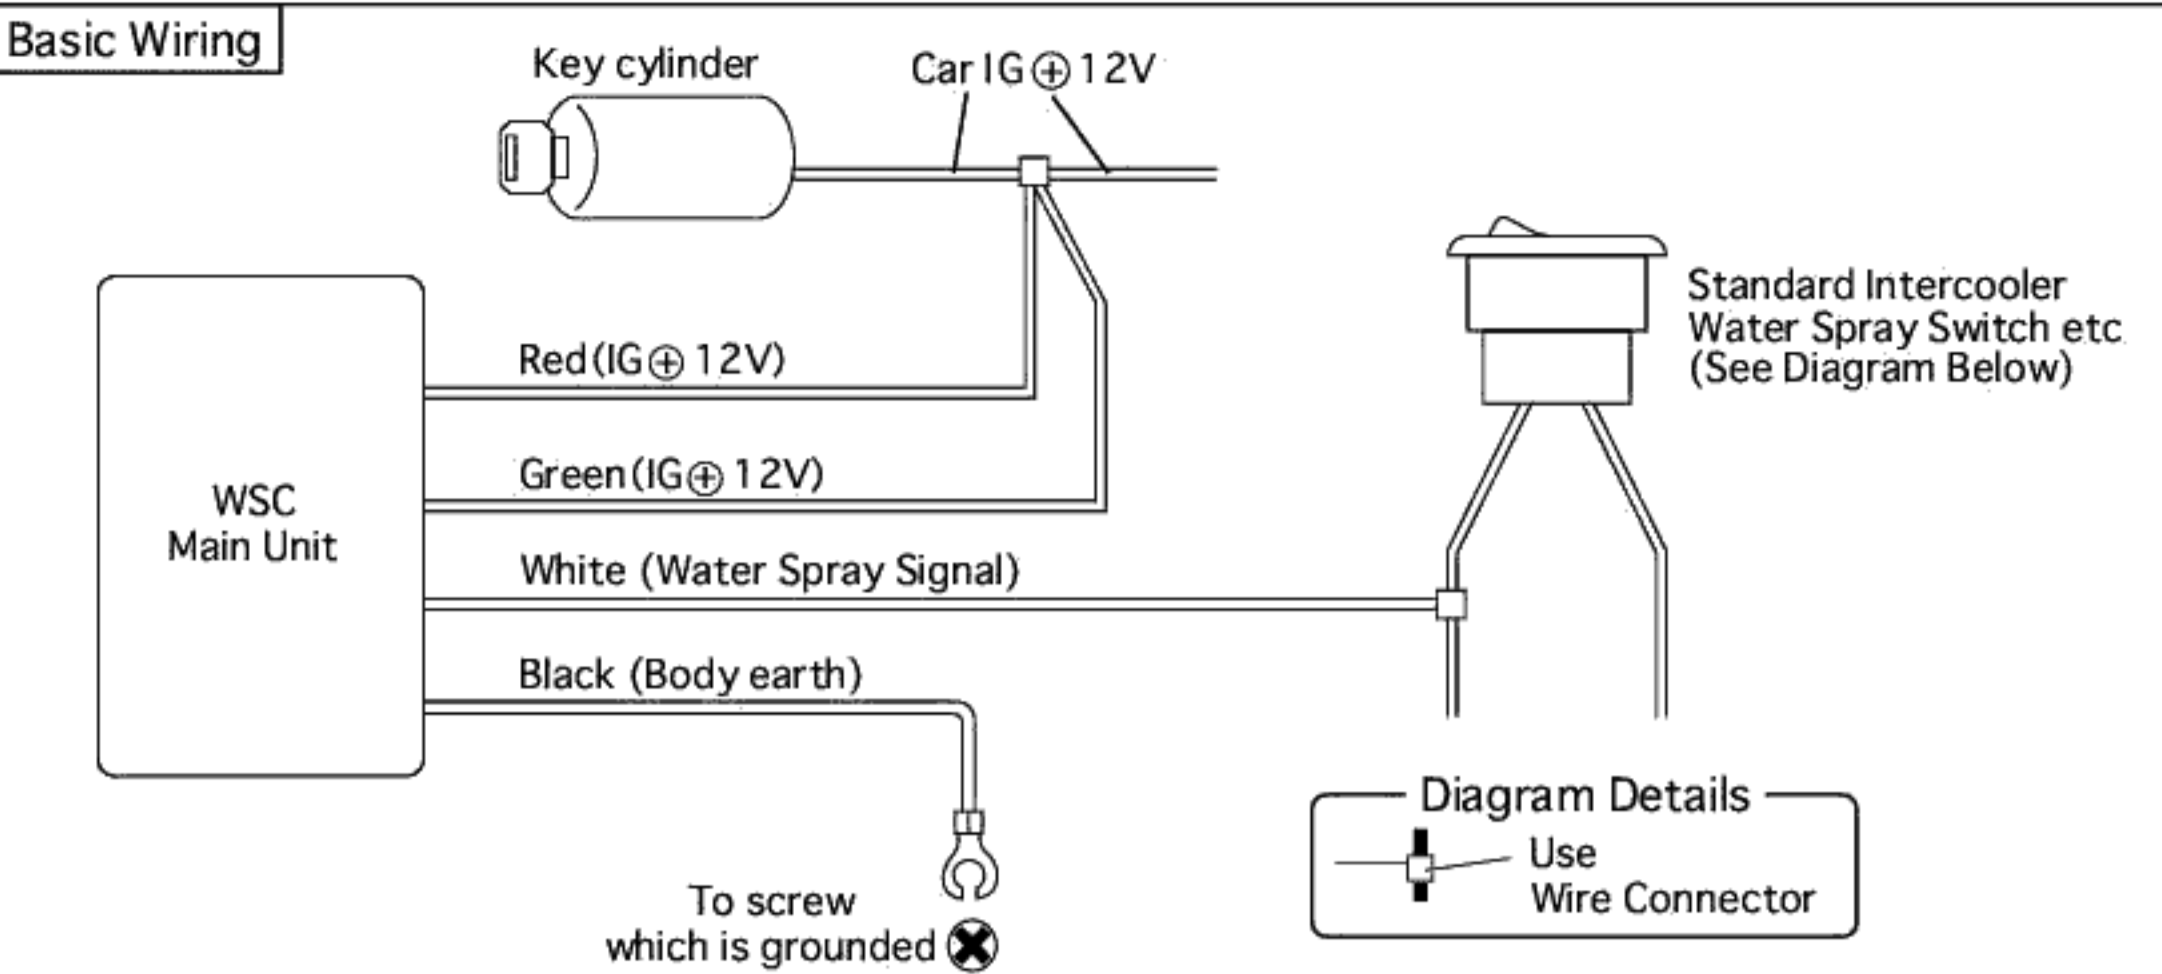 Basic Wiring
Key cylinder
Car IG ⊕ 12V
Standard Intercooler
Water Spray Switch etc
(See Diagram Below)
Red (IG ⊕ 12V)
Green (IG ⊕ 12V)
WSC
Main Unit
White (Water Spray Signal)
Black (Body earth)
To screw
which is grounded
Diagram Details
Use
Wire Connector